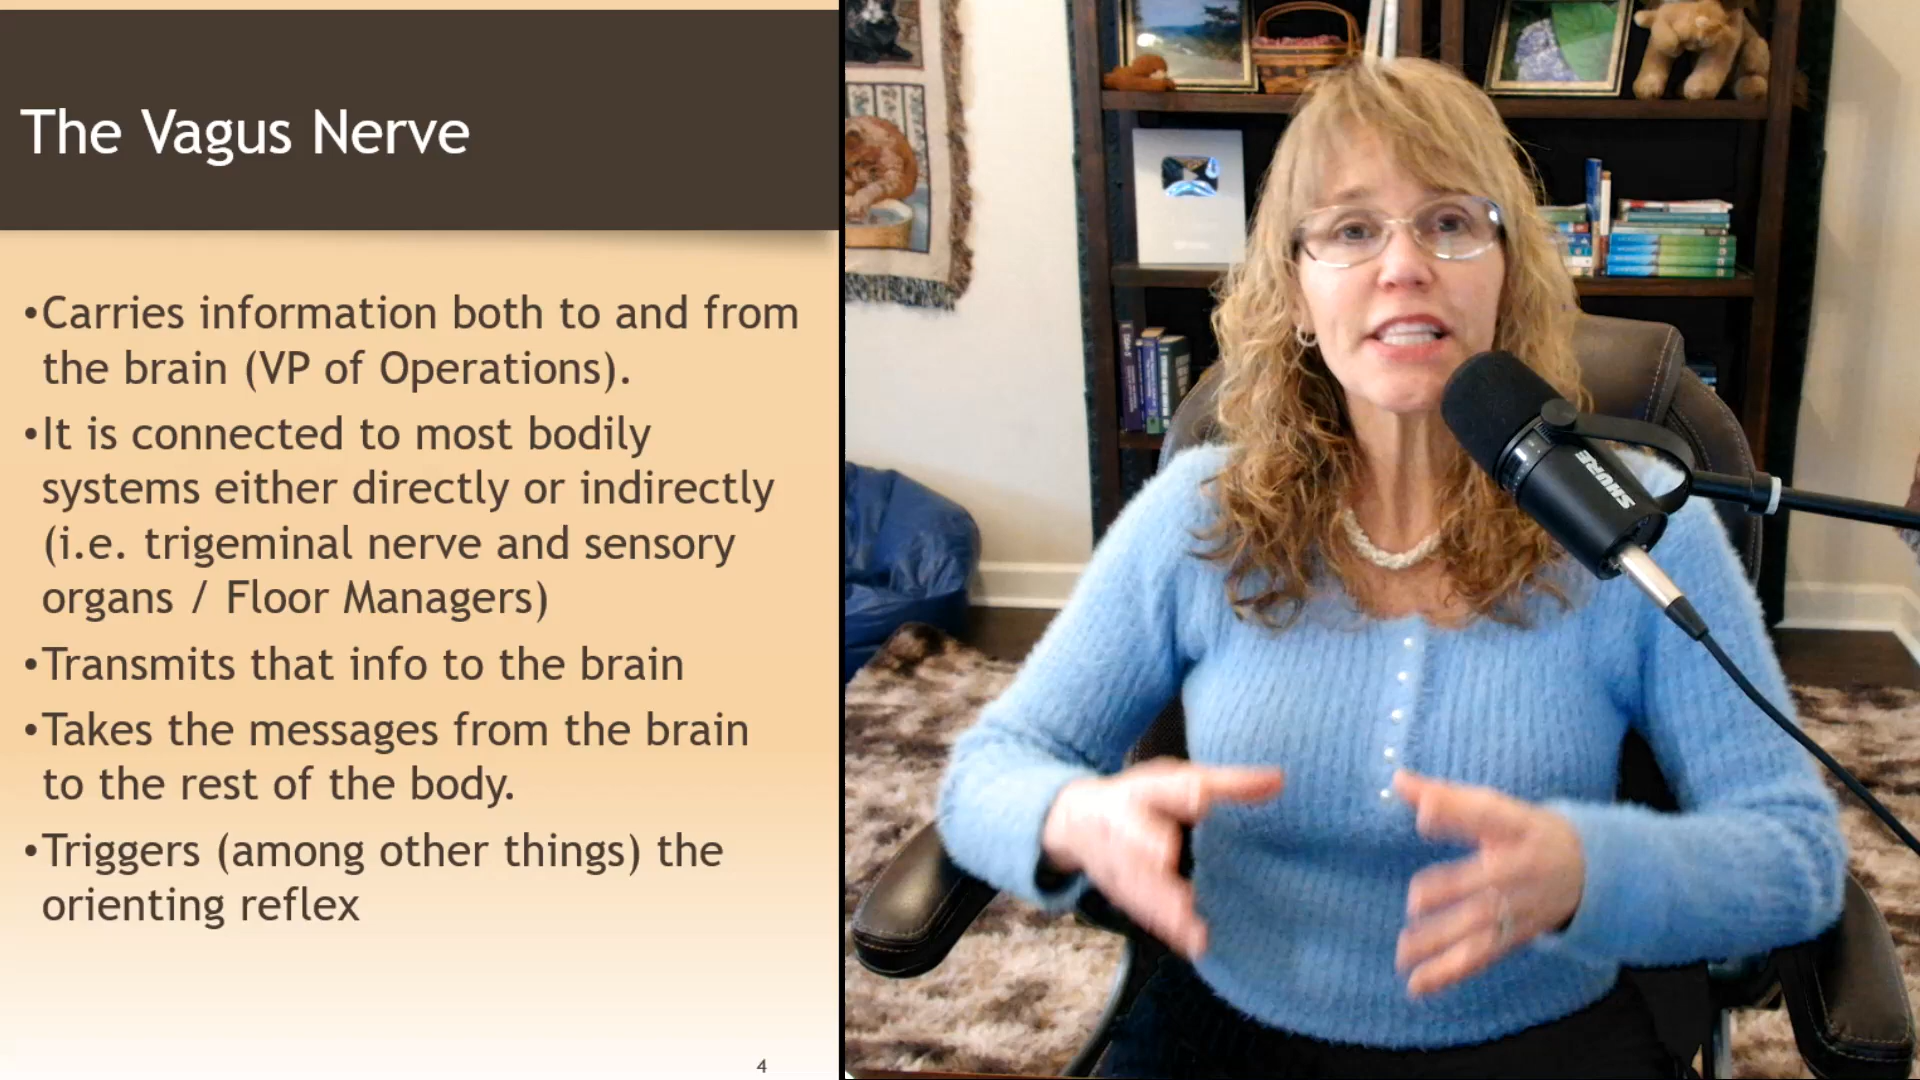 The Vagus Nerve
•Carries information both to and from
the brain (VP of Operations).
•It is connected to most bodily
systems either directly or indirectly
(i.e. trigeminal nerve and sensory
organs / Floor Managers)
•Transmits that info to the brain
•Takes the messages from the brain
to the rest of the body.
•Triggers (among other things) the
orienting reflex
4
SHURE